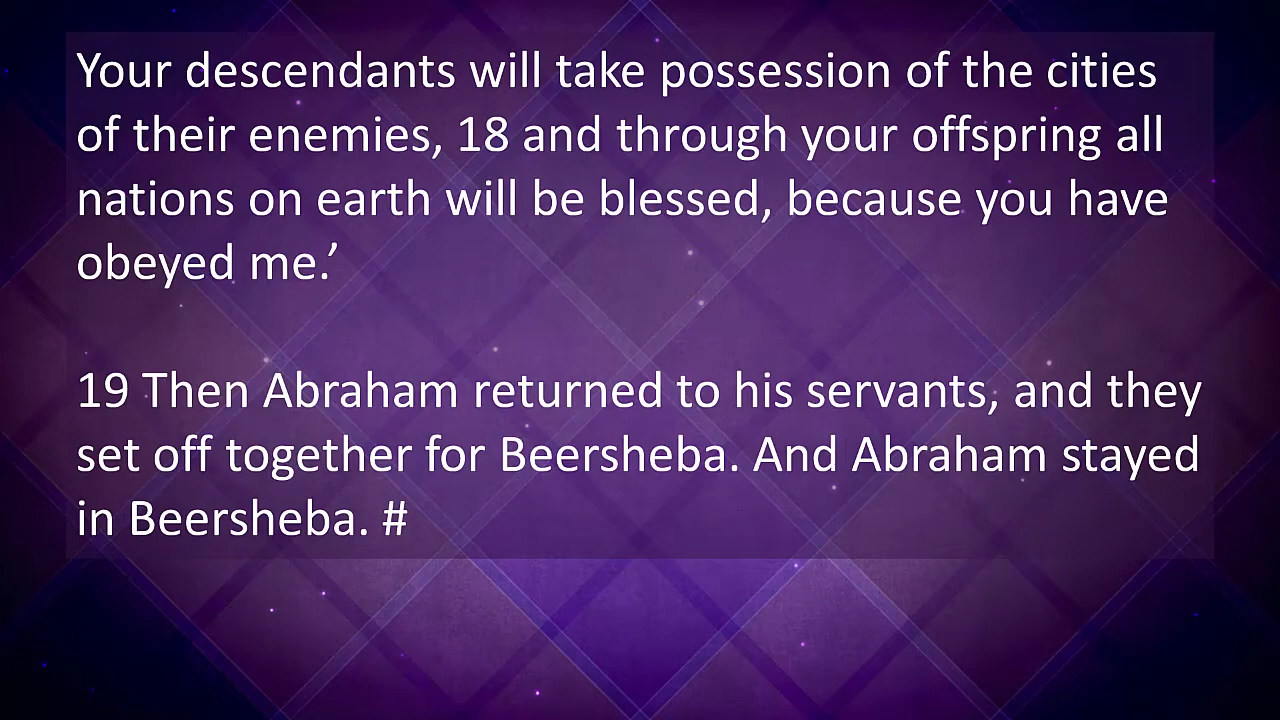 Your descendants will take possession of the cities
of their enemies, 18 and through your offspring all
nations on earth will be blessed, because you have
obeyed me.’
19 Then Abraham returned to his servants, and they
set off together for Beersheba. And Abraham stayed
in Beersheba. #